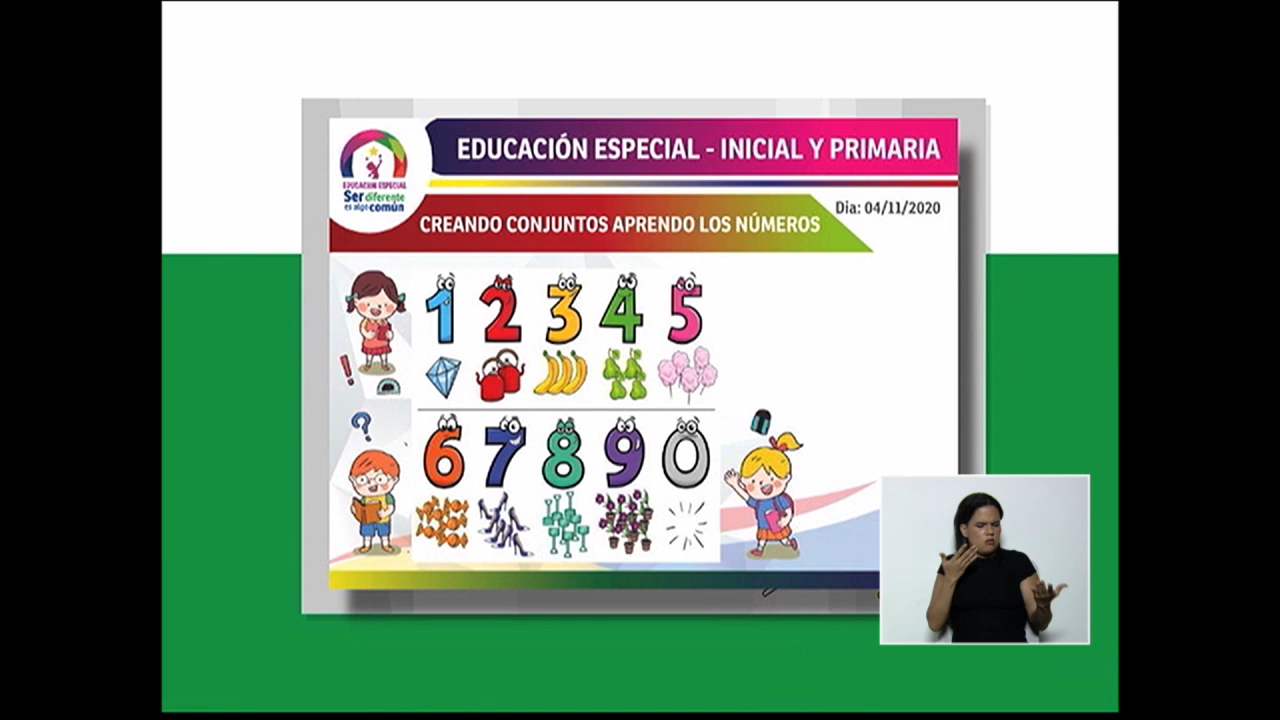 EDUCACIÓN ESPECIAL - INICIAL Y PRIMARIA
EDUCACIÓN ESPECIAL
Ser diferente
es algo común
Dia: 04/11/2020
CREANDO CONJUNTOS APRENDO LOS NÚMEROS
1 2 3 4 5
6 7 8 9 0